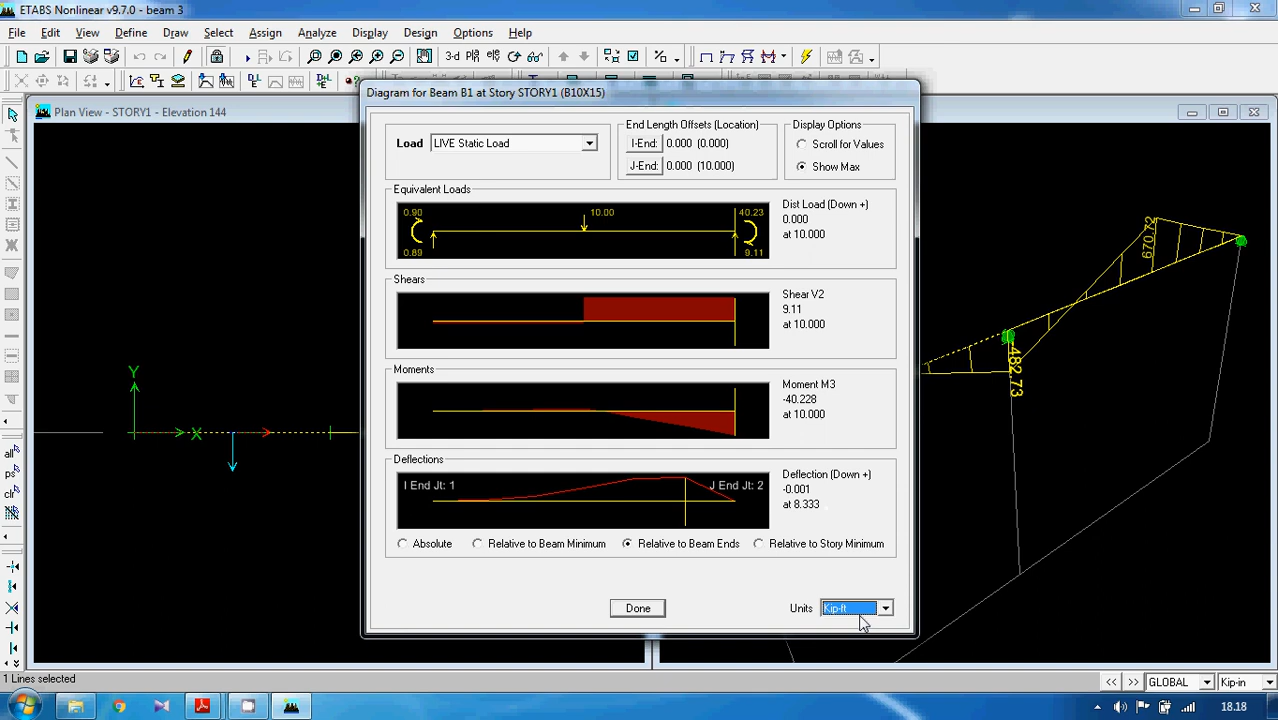 ETABS Nonlinear v9.7.0 - beam 3
File Edit View Define Draw Select Assign Analyze Display Design Options Help
3-d
Plan View - STORY1 - Elevation 144
Diagram for Beam B1 at Story STORY1 (B10X15)
Load LIVE Static Load
End Length Offsets (Location)
I-End: 0.000 (0.000)
J-End: 0.000 (10.000)
Display Options
Scroll for Values
Show Max
Equivalent Loads
0.90 10.00 40.23
0.89 9.11
Dist Load (Down +)
0.000
at 10.000
Shears
Shear V2
9.11
at 10.000
Moments
Moment M3
-40.228
at 10.000
Deflections
I End Jt: 1 J End Jt: 2
Deflection (Down +)
-0.001
at 8.333
Absolute Relative to Beam Minimum Relative to Beam Ends Relative to Story Minimum
Done
Units Kip-ft
Y
X
670.72
482.73
all
ps
clr
1 Lines selected
<< >> GLOBAL Kip-in
18.18